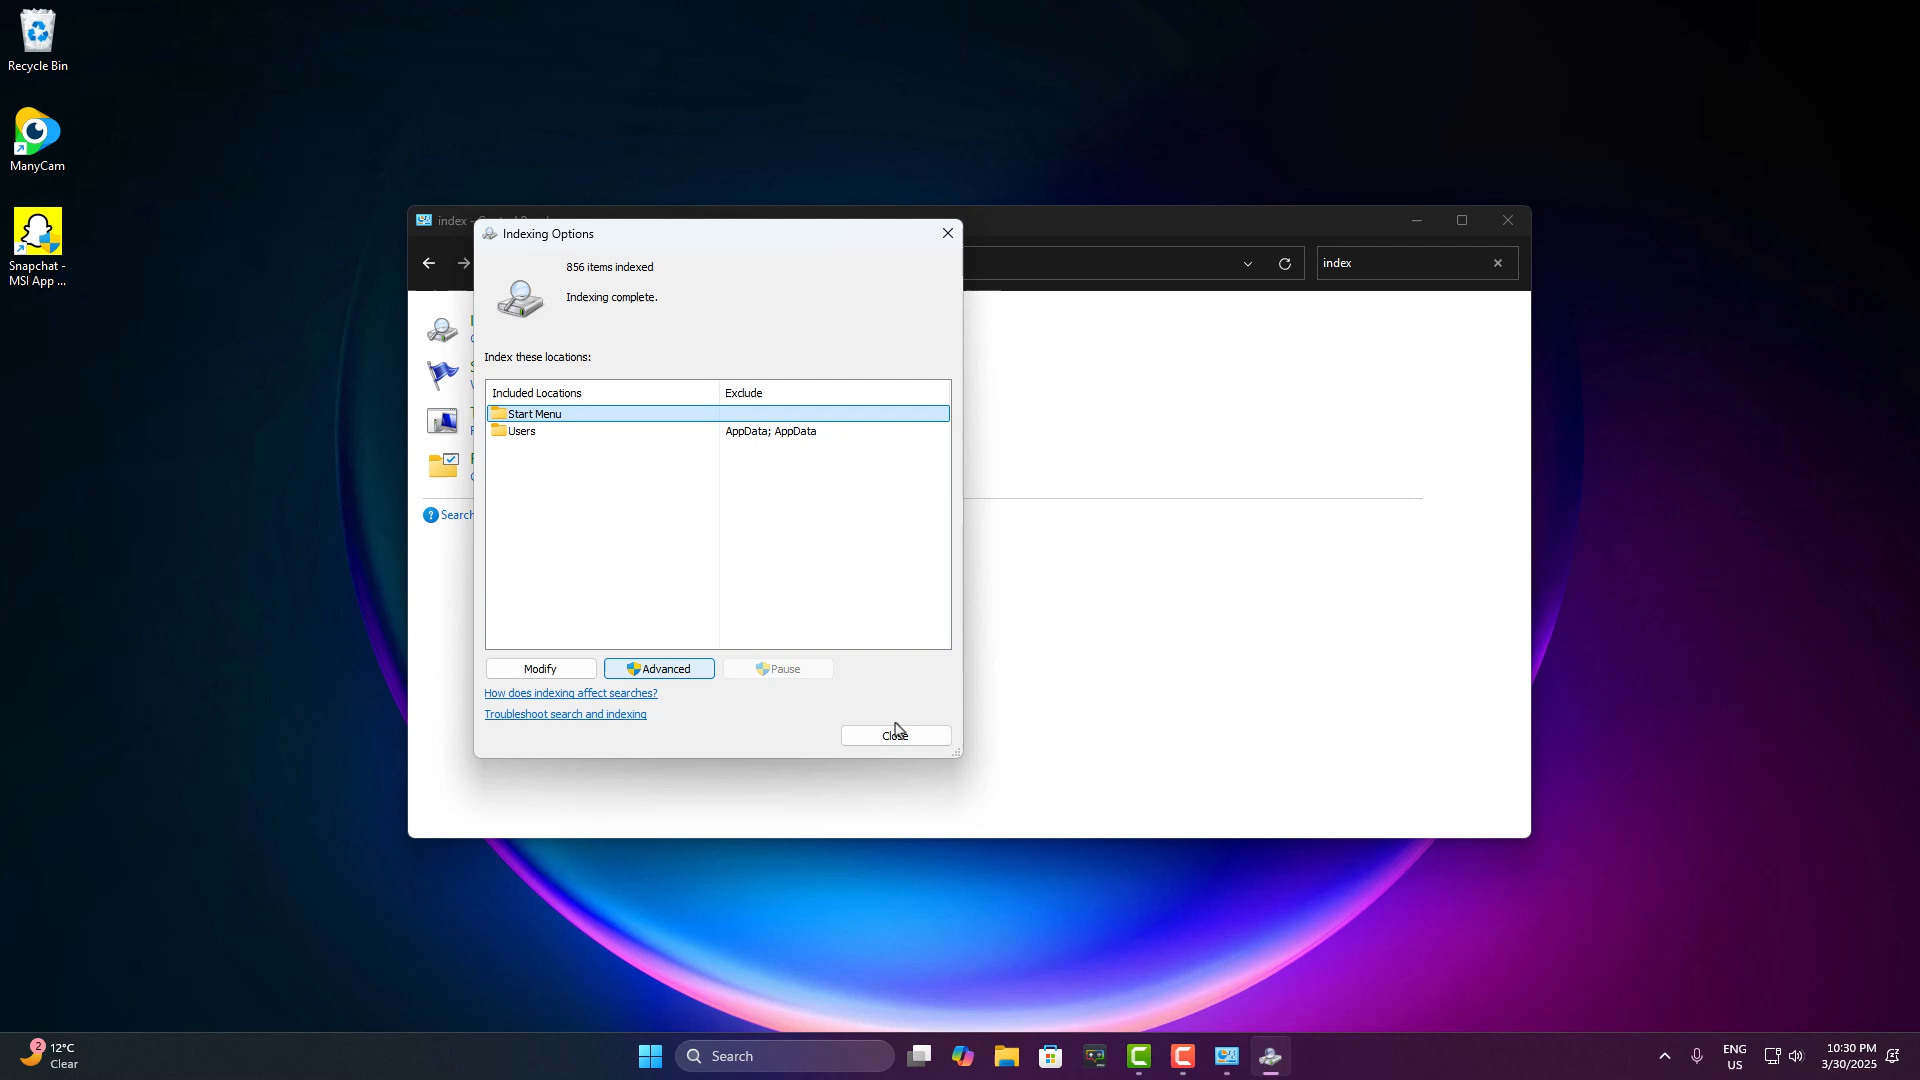 Recycle Bin
ManyCam
Snapchat -
MSI App ...
index -
index
Indexing Options
856 items indexed
Indexing complete.
Index these locations:
Included Locations
Exclude
Start Menu
Users
AppData; AppData
Search
Modify
Advanced
Pause
How does indexing affect searches?
Troubleshoot search and indexing
Close
2
12°C
Clear
Search
ENG
US
10:30 PM
3/30/2025